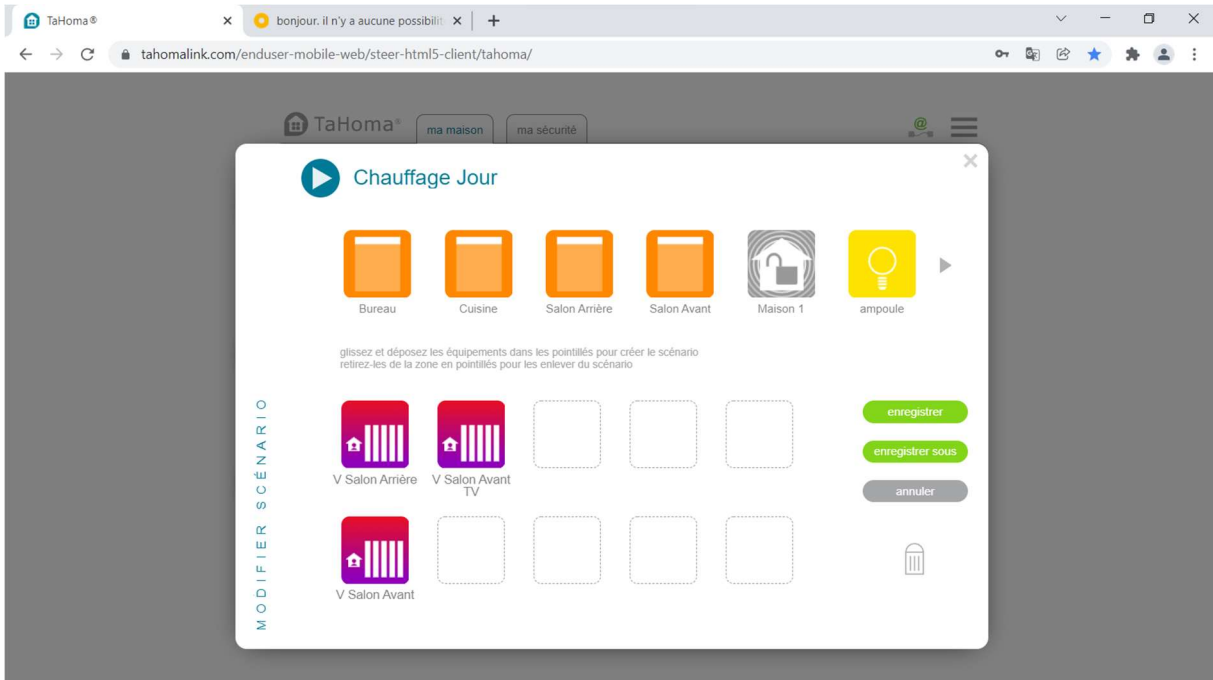 TaHoma®
bonjour. il n'y a aucune possibilit
tahomalink.com/enduser-mobile-web/steer-html5-client/tahoma/
TaHoma®
ma maison
ma sécurité
@
Chauffage Jour
Bureau
Cuisine
Salon Arrière
Salon Avant
Maison 1
ampoule
glissez et déposez les équipements dans les pointillés pour créer le scénario
retirez-les de la zone en pointillés pour les enlever du scénario
MODIFIER SCÉNARIO
V Salon Arrière
V Salon Avant
TV
enregistrer
enregistrer sous
annuler
V Salon Avant